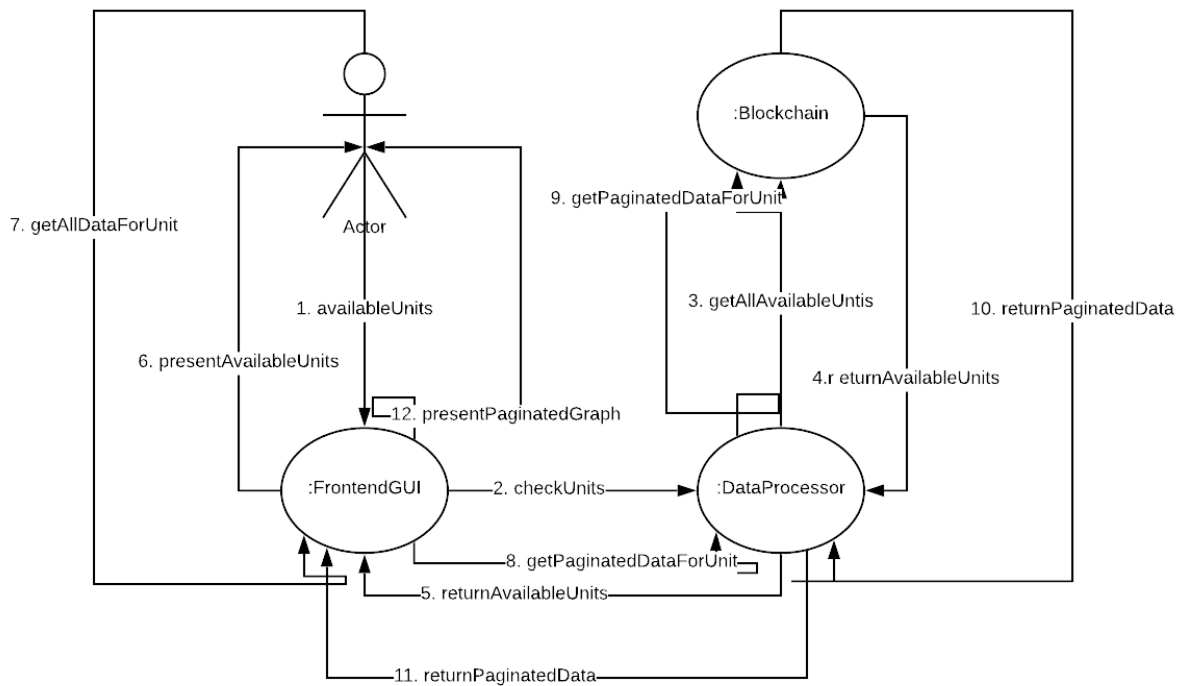 :Blockchain
9. getPaginatedDataForUnit
7. getAllDataForUnit
Actor
3. getAllAvailableUntis
1. availableUnits
10. returnPaginatedData
6. presentAvailableUnits
4.r eturnAvailableUnits
12. presentPaginatedGraph
:FrontendGUI
2. checkUnits
:DataProcessor
8. getPaginatedDataForUnit
5. returnAvailableUnits
11. returnPaginatedData